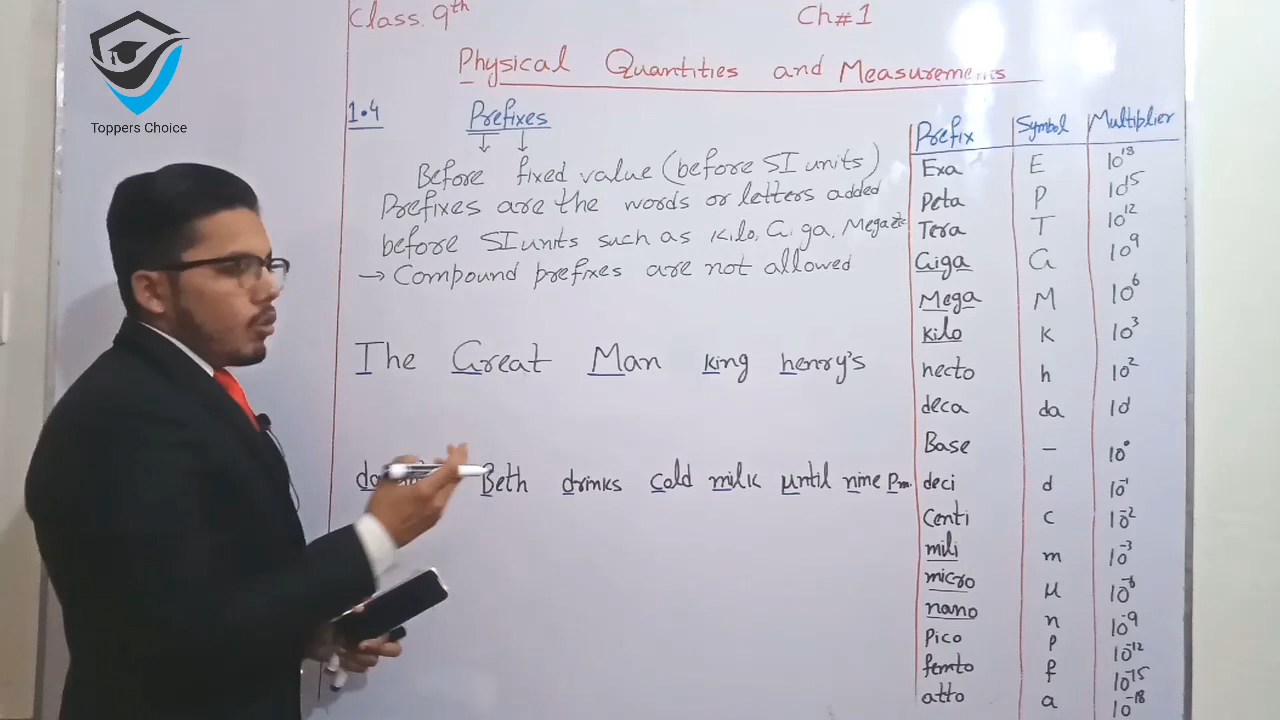 Class. 9th Ch#1
Physical Quantities and Measurements
Toppers Choice
1.4 Prefixes
Before fixed value (before SI units)
Prefixes are the words or letters added
before SI units such as Kilo, Giga, Mega etc
→ Compound prefixes are not allowed
The Great Man king henry's
Beth drinks cold milk until nine Pm.
Prefix Symbol Multiplier
Exa E 10^18
Peta P 10^15
Tera T 10^12
Giga G 10^9
Mega M 10^6
kilo k 10^3
hecto h 10^2
deca da 10^1
Base – 10^0
deci d 10^-1
Centi c 10^-2
mili m 10^-3
micro μ 10^-6
nano n 10^-9
Pico p 10^-12
femto f 10^-15
atto a 10^-18